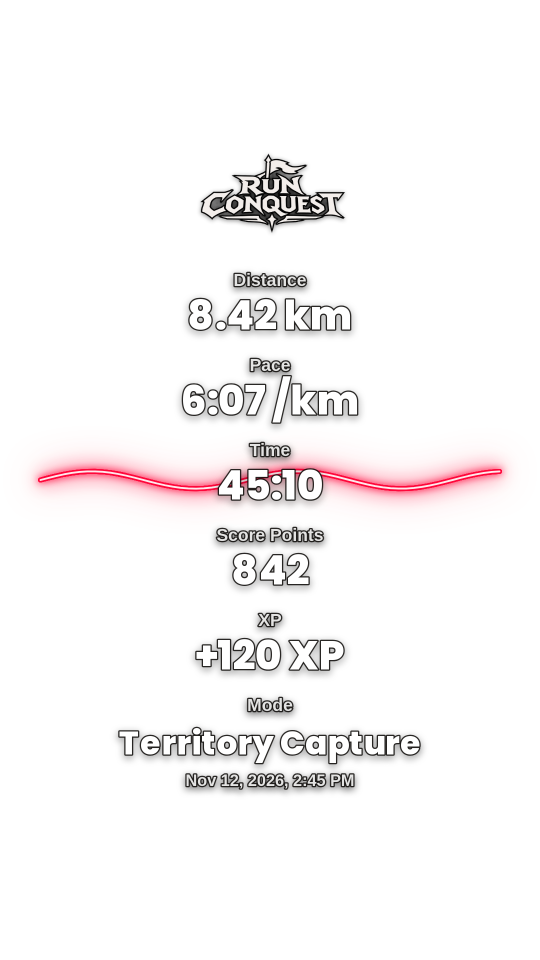 RUN
CONQUEST
Distance
8.42 km
Pace
6:07 /km
Time
45:10
Score Points
842
XP
+120 XP
Mode
Territory Capture
Nov 12, 2026, 2:45 PM